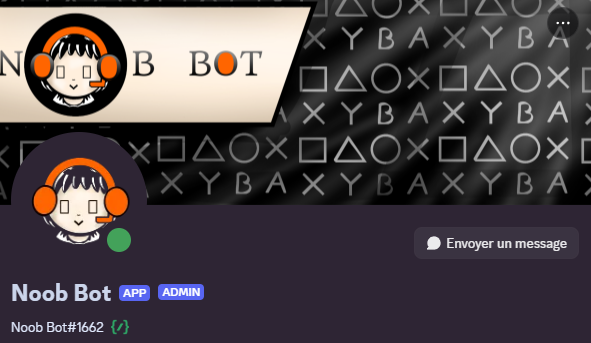 N B BOT
X Y B A X Y B A
X Y B A X Y B A
X Y B A X Y B A X Y B A
Envoyer un message
Noob Bot APP ADMIN
Noob Bot#1662 {/}